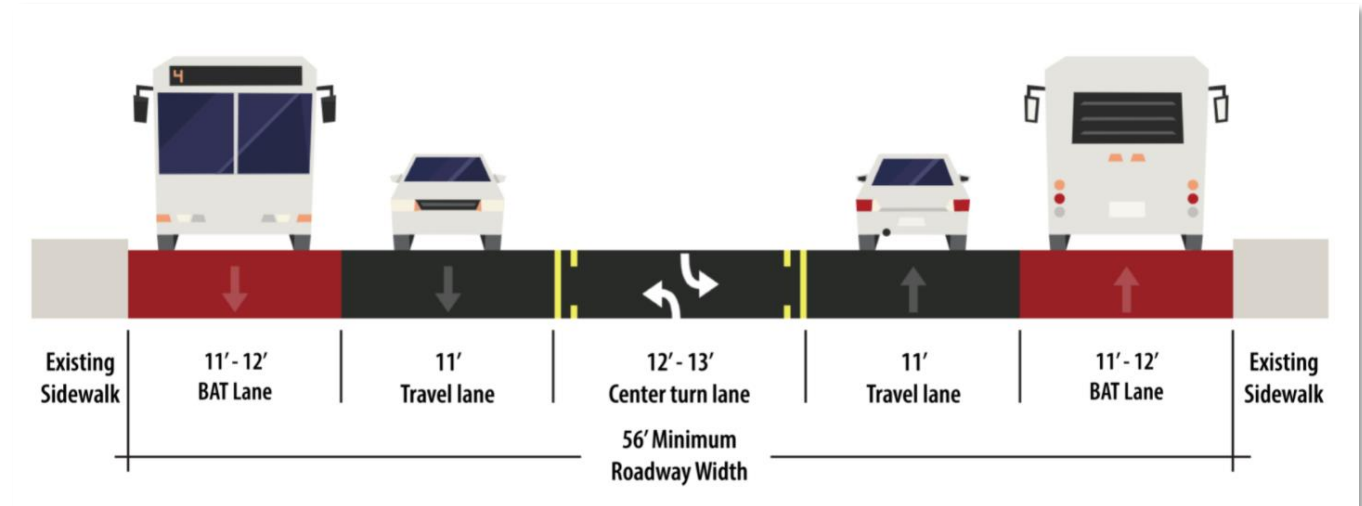 4
Existing
Sidewalk
11′ - 12′
BAT Lane
11′
Travel lane
12′ - 13′
Center turn lane
11′
Travel lane
11′ - 12′
BAT Lane
Existing
Sidewalk
56′ Minimum
Roadway Width